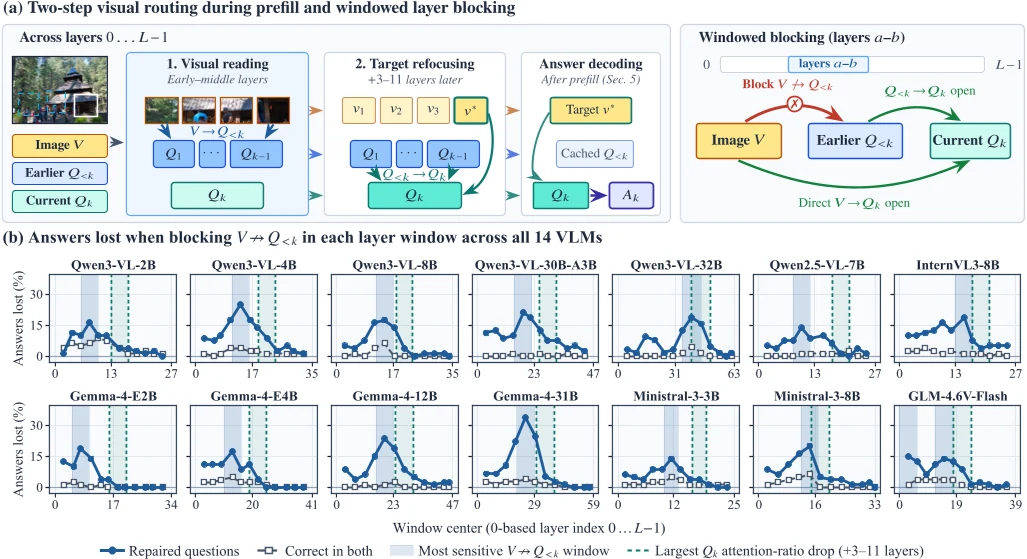 (a) Two-step visual routing during prefill and windowed layer blocking
Across layers 0 … L−1
Image V
Earlier Q<k
Current Qk
1. Visual reading
Early–middle layers
V→Q<k
Q1 ··· Qk−1
Qk
2. Target refocusing
+3–11 layers later
v1 v2 v3 v*
Q1 ··· Qk−1
Q<k→Qk
Qk
Answer decoding
After prefill (Sec. 5)
Target v*
Cached Q<k
Qk Ak
Windowed blocking (layers a–b)
0 layers a–b L−1
Block V ↛ Q<k
Q<k→Qk open
✗
Image V Earlier Q<k Current Qk
Direct V→Qk open
(b) Answers lost when blocking V↛Q<k in each layer window across all 14 VLMs
Qwen3-VL-2B Qwen3-VL-4B Qwen3-VL-8B Qwen3-VL-30B-A3B Qwen3-VL-32B Qwen2.5-VL-7B InternVL3-8B
Answers lost (%)
30
15
0
0 13 27 0 17 35 0 17 35 0 23 47 0 31 63 0 13 27 0 13 27
Gemma-4-E2B Gemma-4-E4B Gemma-4-12B Gemma-4-31B Ministral-3-3B Ministral-3-8B GLM-4.6V-Flash
Answers lost (%)
30
15
0
0 17 34 0 20 41 0 23 47 0 29 59 0 12 25 0 16 33 0 19 39
Window center (0-based layer index 0 … L−1)
Repaired questions Correct in both Most sensitive V↛Q<k window Largest Qk attention-ratio drop (+3–11 layers)